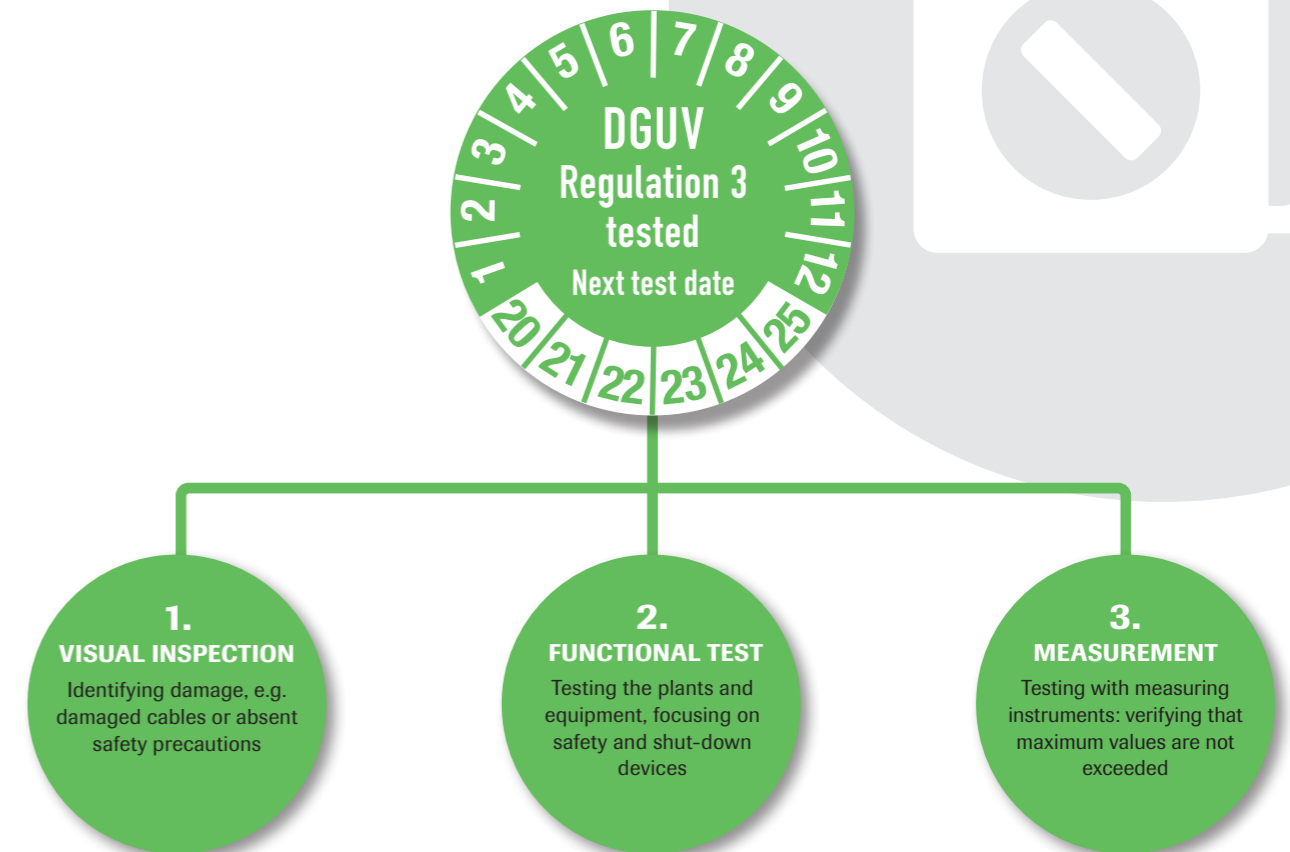 1 2 3 4 5 6 7 8 9 10 11 12
DGUV
Regulation 3
tested
Next test date
20 21 22 23 24 25
1.
VISUAL INSPECTION
Identifying damage, e.g.
damaged cables or absent
safety precautions
2.
FUNCTIONAL TEST
Testing the plants and
equipment, focusing on
safety and shut-down
devices
3.
MEASUREMENT
Testing with measuring
instruments: verifying that
maximum values are not
exceeded